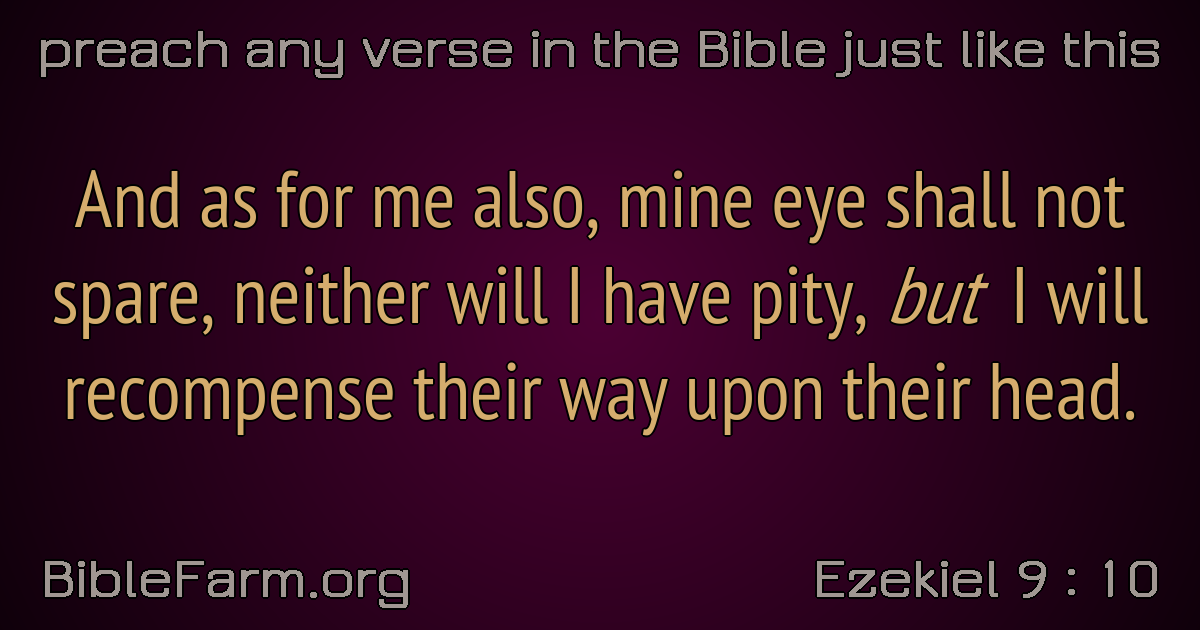 preach any verse in the Bible just like this
And as for me also, mine eye shall not
spare, neither will I have pity, but I will
recompense their way upon their head.
BibleFarm.org
Ezekiel 9 : 10